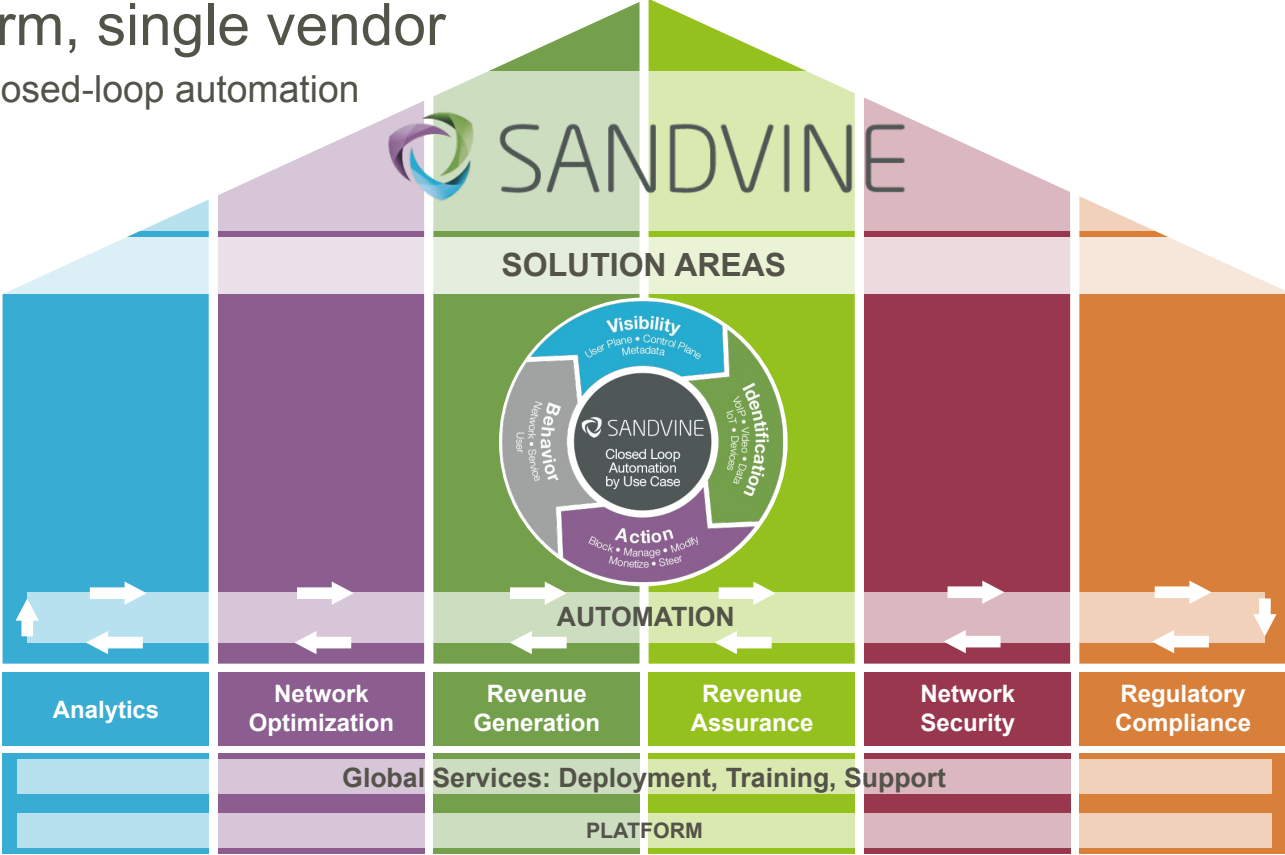 rm, single vendor
osed-loop automation
SANDVINE
SOLUTION AREAS
Visibility
User Plane • Control Plane
Metadata
Identification
VoIP • Video • Data
IoT • Devices
Behavior
Network • Service
User
SANDVINE
Closed Loop
Automation
by Use Case
Action
Block • Manage • Modify
Monetize • Steer
AUTOMATION
Analytics
Network
Optimization
Revenue
Generation
Revenue
Assurance
Network
Security
Regulatory
Compliance
Global Services: Deployment, Training, Support
PLATFORM